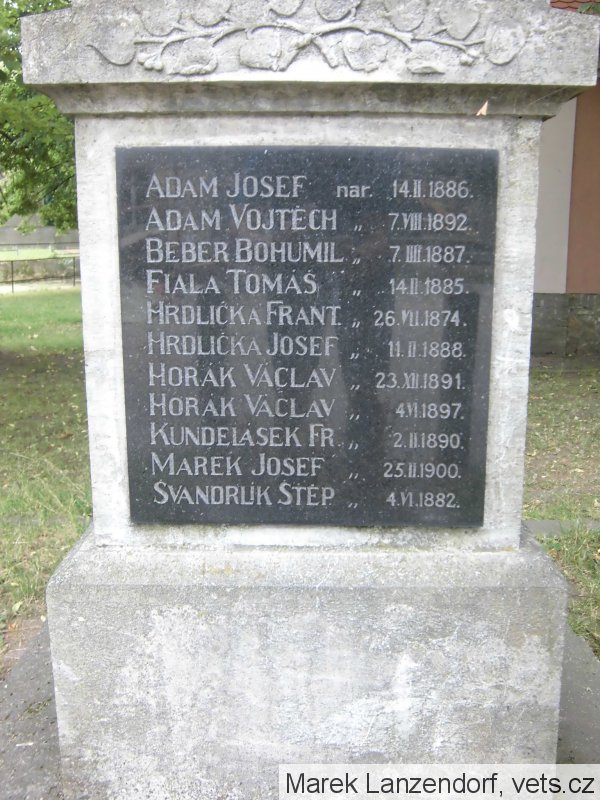 ADAM JOSEF nar. 14.II.1886.
ADAM VOJTĚCH „ 7.VIII.1892.
BEBER BOHUMIL „ 7.IIII.1887.
FIALA TOMÁŠ „ 14.II.1885.
HRDLIČKA FRANT. „ 26.VII.1874.
HRDLIČKA JOSEF „ 11.II.1888.
HORÁK VÁCLAV „ 23.XII.1891.
HORÁK VÁCLAV „ 4.VI.1897.
KUNDELÁSEK FR. „ 2.II.1890.
MAREK JOSEF „ 25.II.1900.
ŠVANDRLÍK ŠTĚP. „ 4.VI.1882.
Marek Lanzendorf, vets.cz